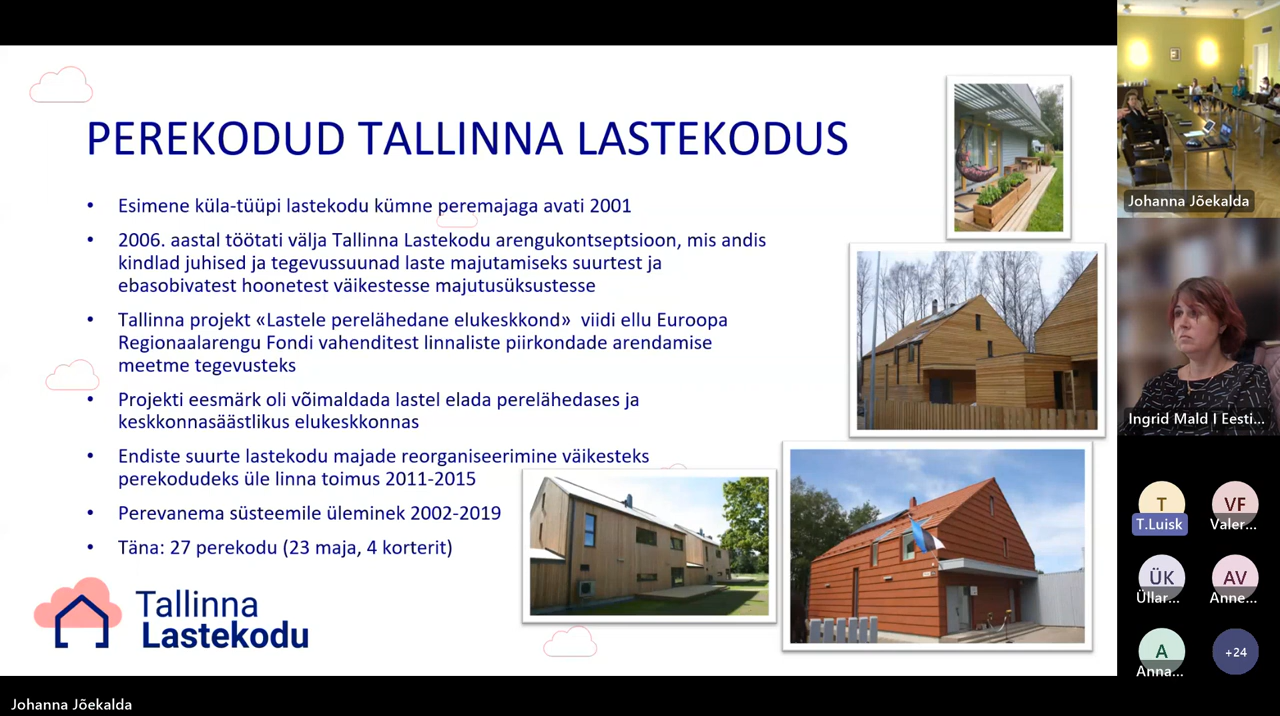 PEREKODUD TALLINNA LASTEKODUS
• Esimene küla-tüüpi lastekodu kümne peremajaga avati 2001
• 2006. aastal töötati välja Tallinna Lastekodu arengukontseptsioon, mis andis
kindlad juhised ja tegevussuunad laste majutamiseks suurtest ja
ebasobivatest hoonetest väikestesse majutusüksustesse
• Tallinna projekt «Lastele perelähedane elukeskkond» viidi ellu Euroopa
Regionaalarengu Fondi vahenditest linnaliste piirkondade arendamise
meetme tegevusteks
• Projekti eesmärk oli võimaldada lastel elada perelähedases ja
keskkonnasäästlikus elukeskkonnas
• Endiste suurte lastekodu majade reorganiseerimine väikesteks
perekodudeks üle linna toimus 2011-2015
• Perevanema süsteemile üleminek 2002-2019
• Täna: 27 perekodu (23 maja, 4 korterit)
Tallinna
Lastekodu
Johanna Jõekalda
Johanna Jõekalda
Ingrid Mald I Eesti...
T
T.Luisk
VF
Valer...
ÜK
Üllar...
AV
Anne...
A
Anna...
+24